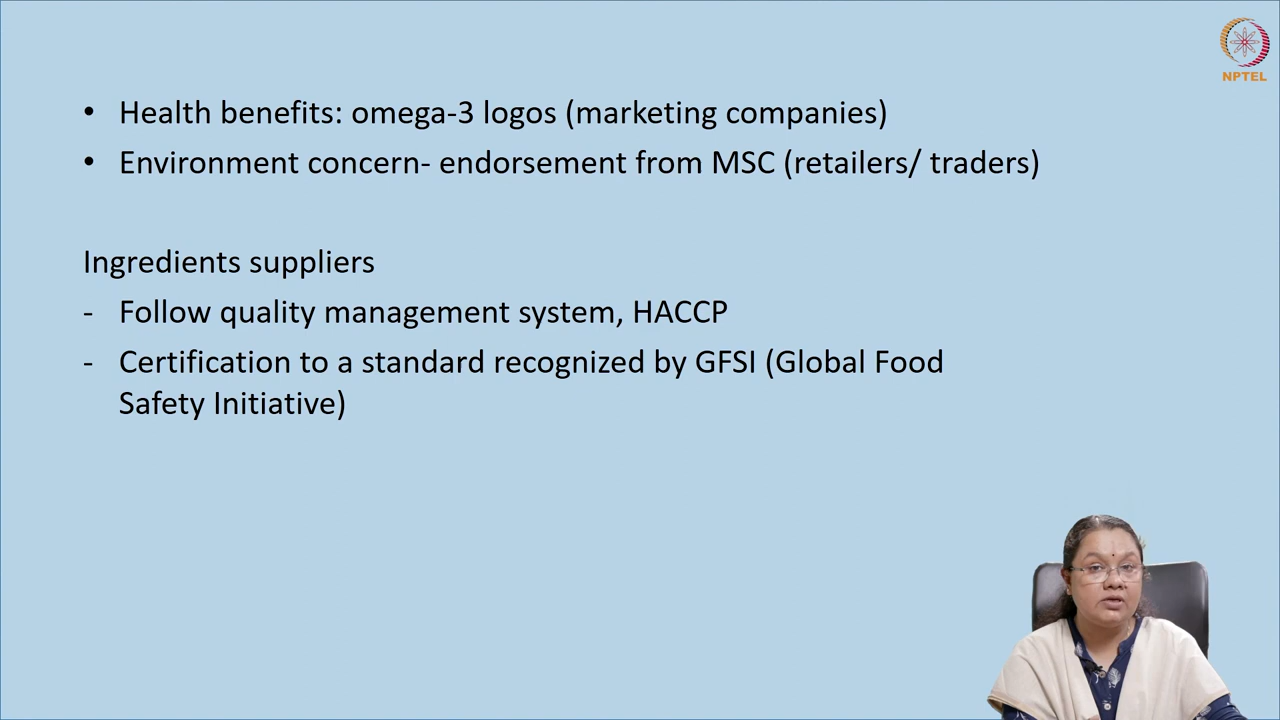 NPTEL
• Health benefits: omega-3 logos (marketing companies)
• Environment concern- endorsement from MSC (retailers/ traders)
Ingredients suppliers
- Follow quality management system, HACCP
- Certification to a standard recognized by GFSI (Global Food
Safety Initiative)